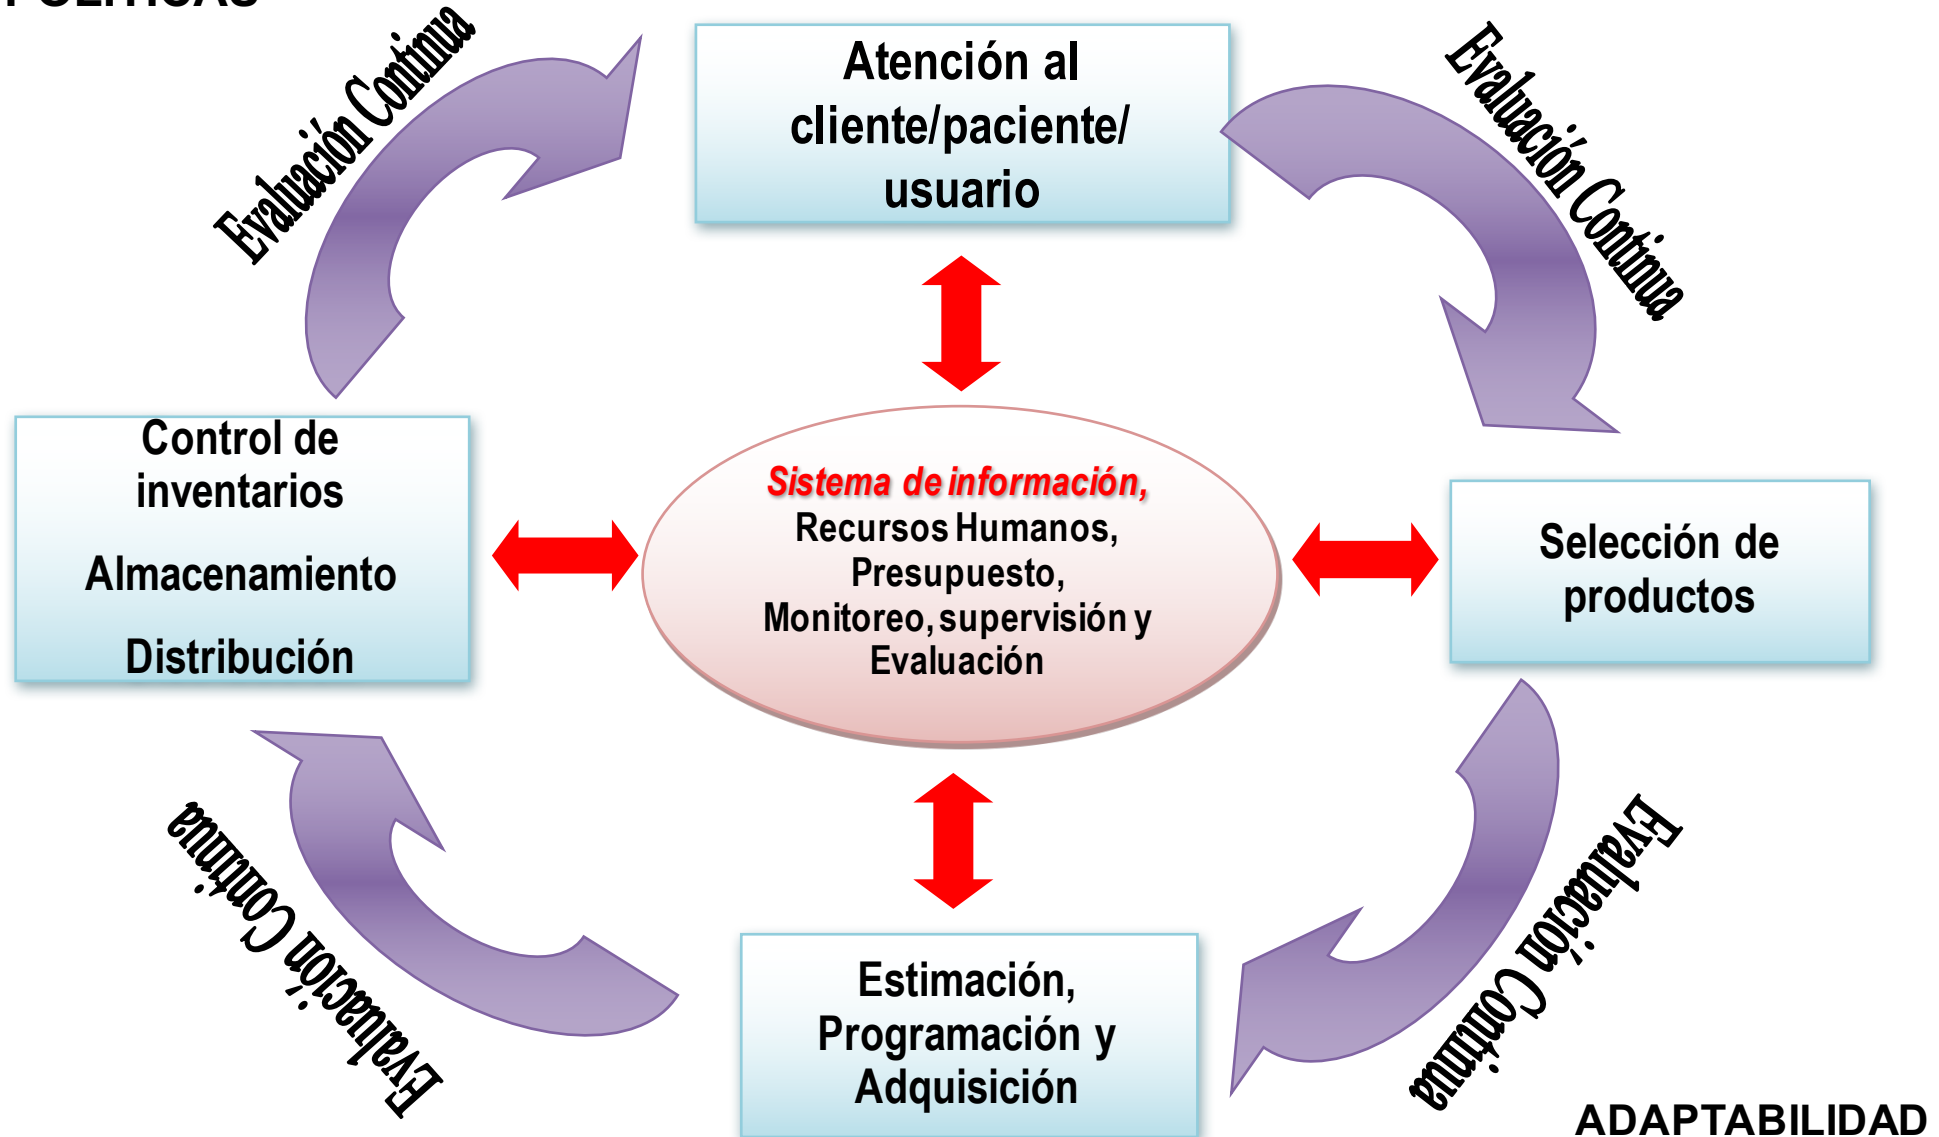 Evaluación Continua
Atención al
cliente/paciente/
usuario
Evaluación Continua
Control de
inventarios
Almacenamiento
Distribución
Sistema de información,
Recursos Humanos,
Presupuesto,
Monitoreo, supervisión y
Evaluación
Selección de
productos
Evaluación Continua
Estimación,
Programación y
Adquisición
Evaluación Continua
ADAPTABILIDAD